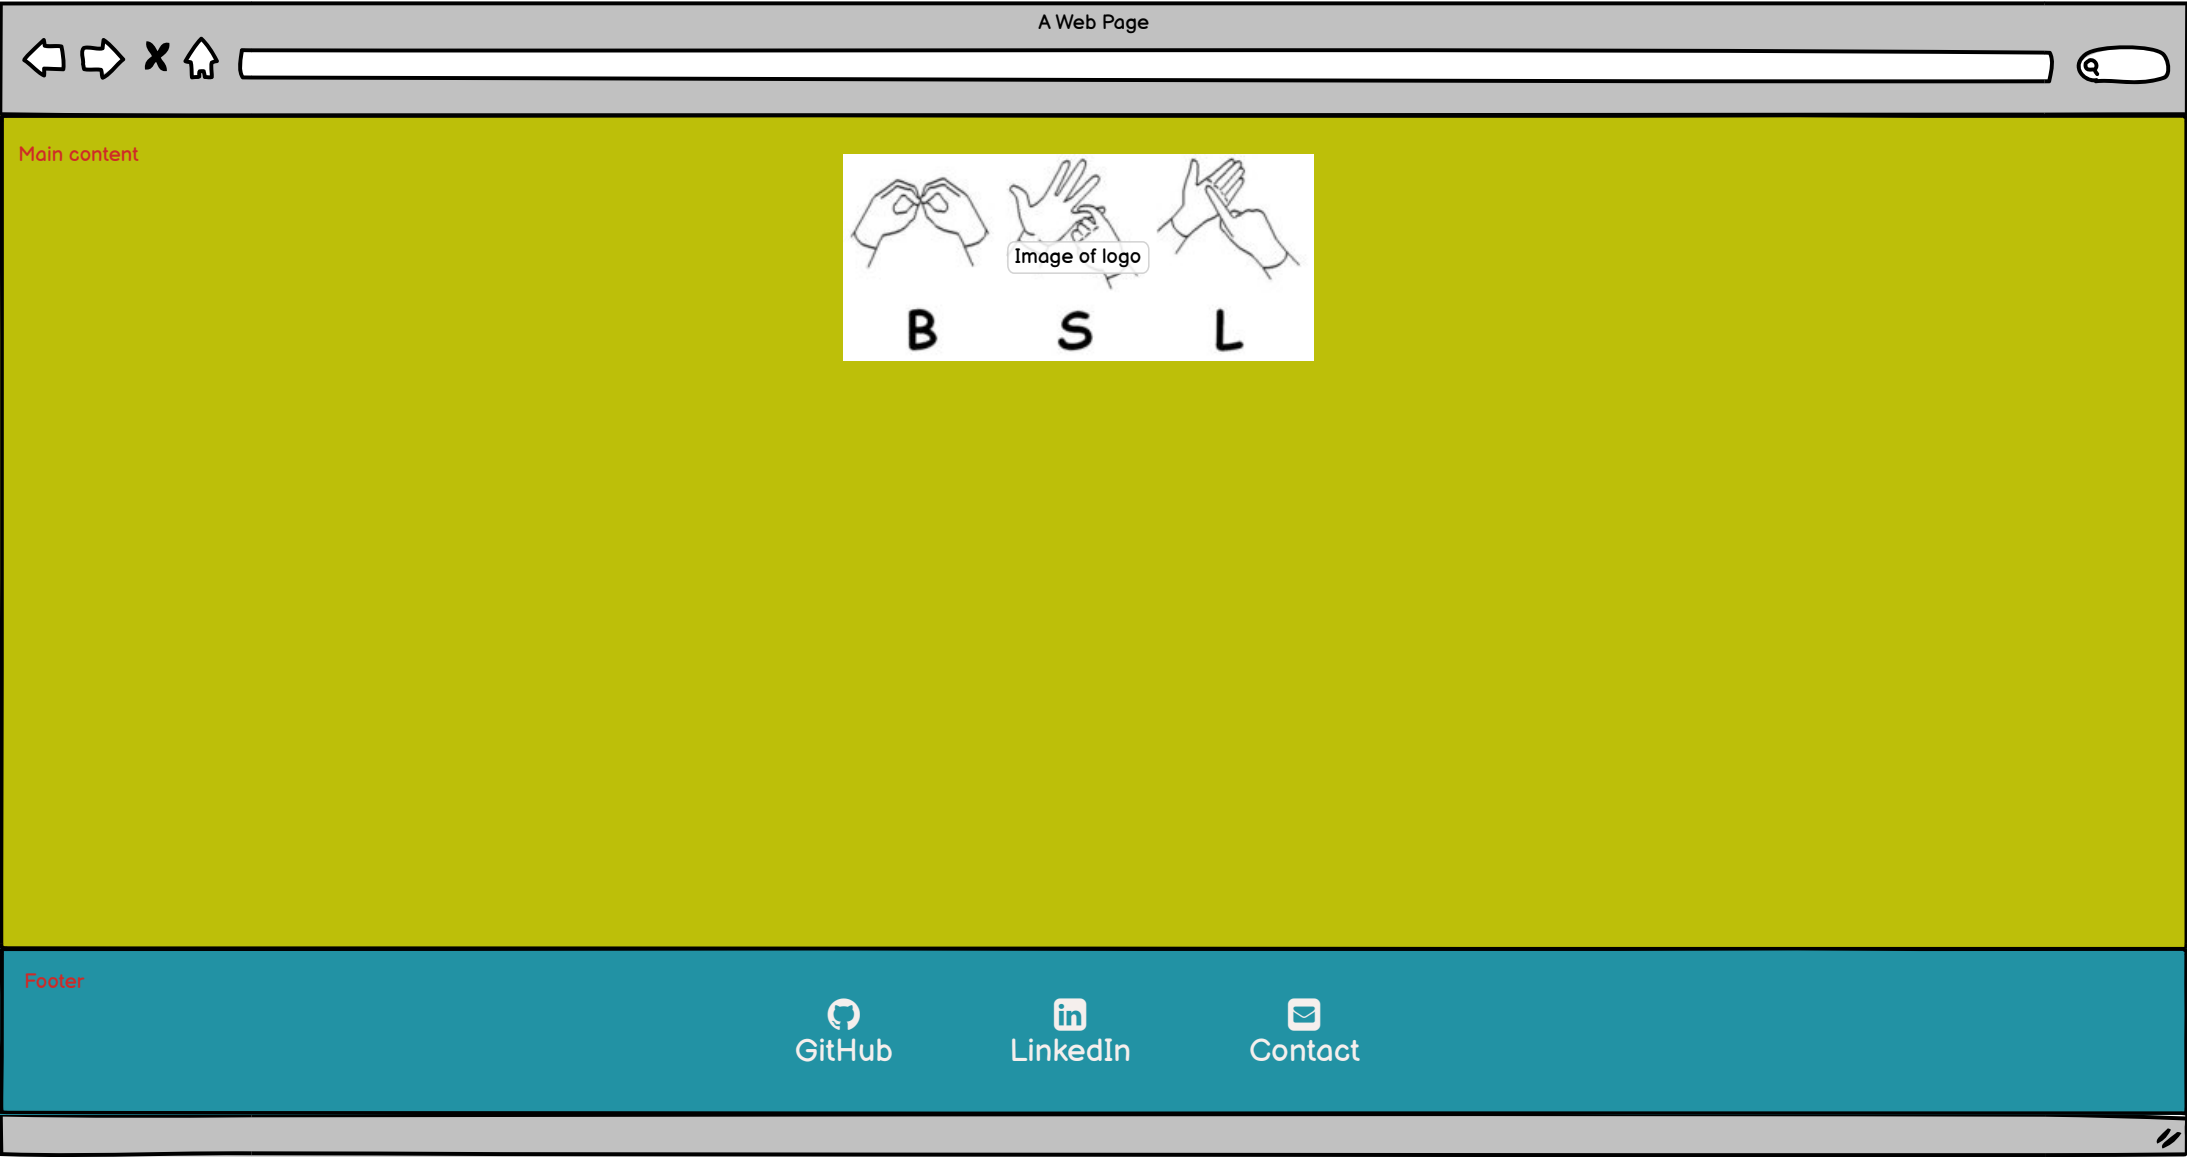 A Web Page
Main content
Image of logo
B S L
Footer
GitHub LinkedIn Contact